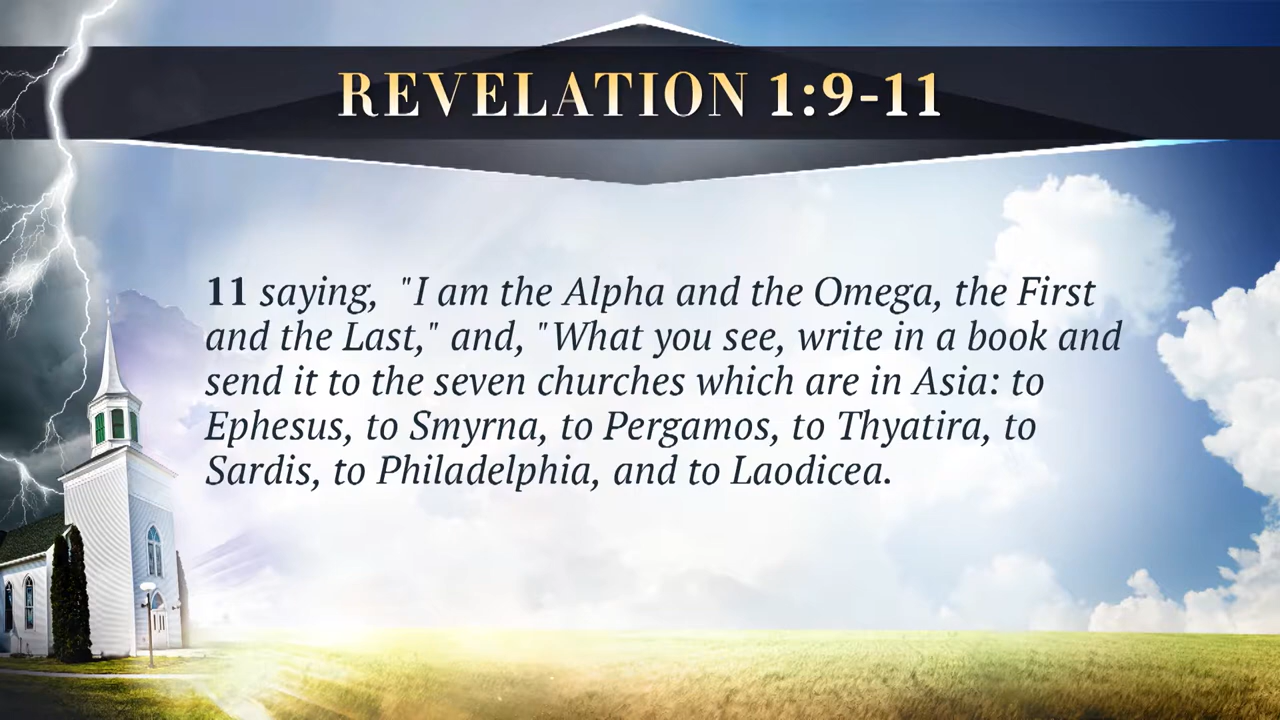 REVELATION 1:9-11
11 saying,  "I am the Alpha and the Omega, the First
and the Last," and, "What you see, write in a book and
send it to the seven churches which are in Asia: to
Ephesus, to Smyrna, to Pergamos, to Thyatira, to
Sardis, to Philadelphia, and to Laodicea.